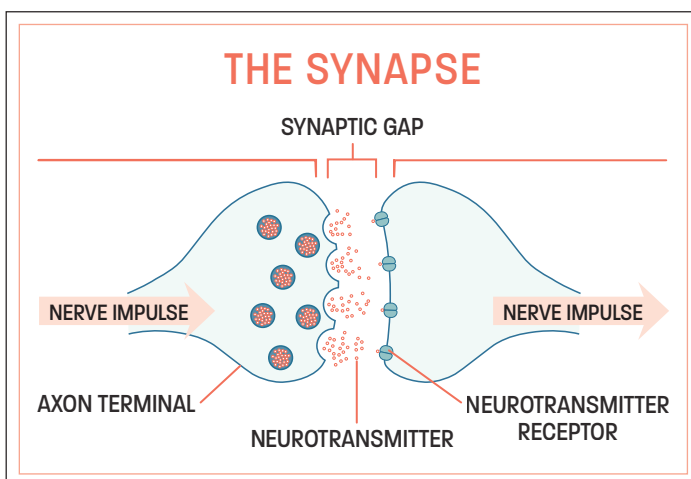 THE SYNAPSE
SYNAPTIC GAP
NERVE IMPULSE
NERVE IMPULSE
AXON TERMINAL
NEUROTRANSMITTER
NEUROTRANSMITTER
RECEPTOR